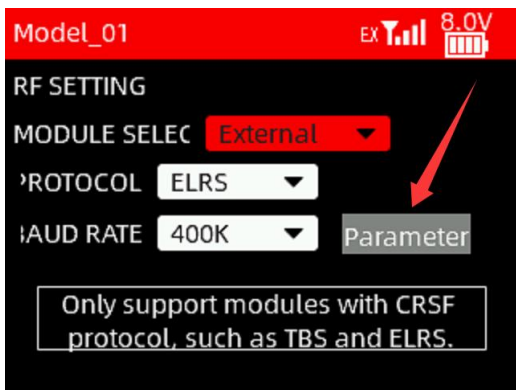 Model_01 EX 8.0V
RF SETTING
MODULE SELEC External
PROTOCOL ELRS
BAUD RATE 400K Parameter
Only support modules with CRSF
protocol, such as TBS and ELRS.